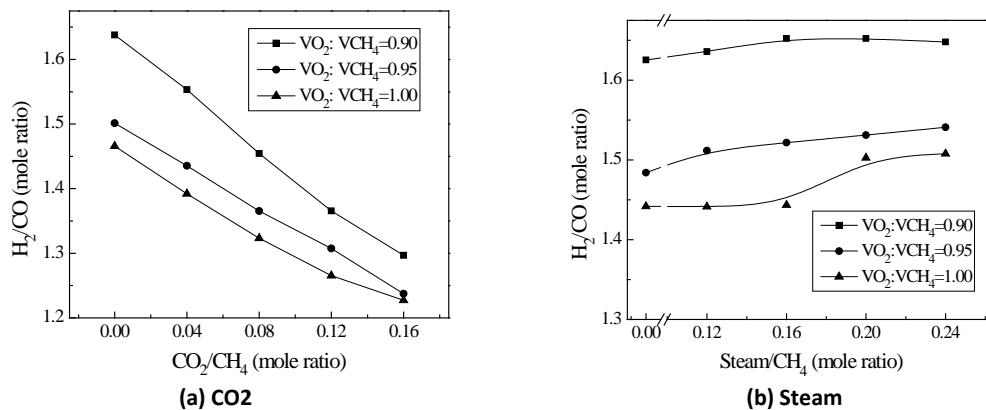 H₂/CO (mole ratio)
1.6
1.5
1.4
1.3
1.2
VO₂: VCH₄=0.90
VO₂: VCH₄=0.95
VO₂: VCH₄=1.00
0.00 0.04 0.08 0.12 0.16
CO₂/CH₄ (mole ratio)
(a) CO2
H₂/CO (mole ratio)
1.6
1.5
1.4
1.3
VO₂:VCH₄=0.90
VO₂:VCH₄=0.95
VO₂:VCH₄=1.00
0.00 0.12 0.16 0.20 0.24
Steam/CH₄ (mole ratio)
(b) Steam